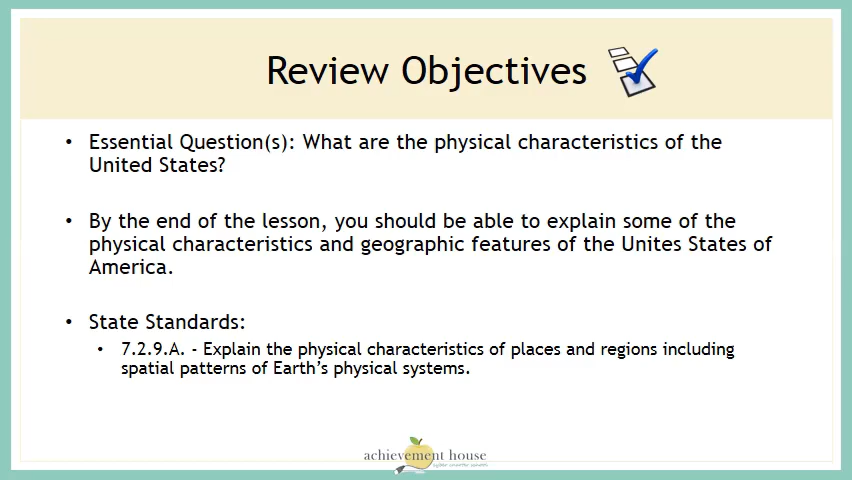 Review Objectives
• Essential Question(s): What are the physical characteristics of the
United States?
• By the end of the lesson, you should be able to explain some of the
physical characteristics and geographic features of the Unites States of
America.
• State Standards:
• 7.2.9.A. - Explain the physical characteristics of places and regions including
spatial patterns of Earth's physical systems.
achievement house